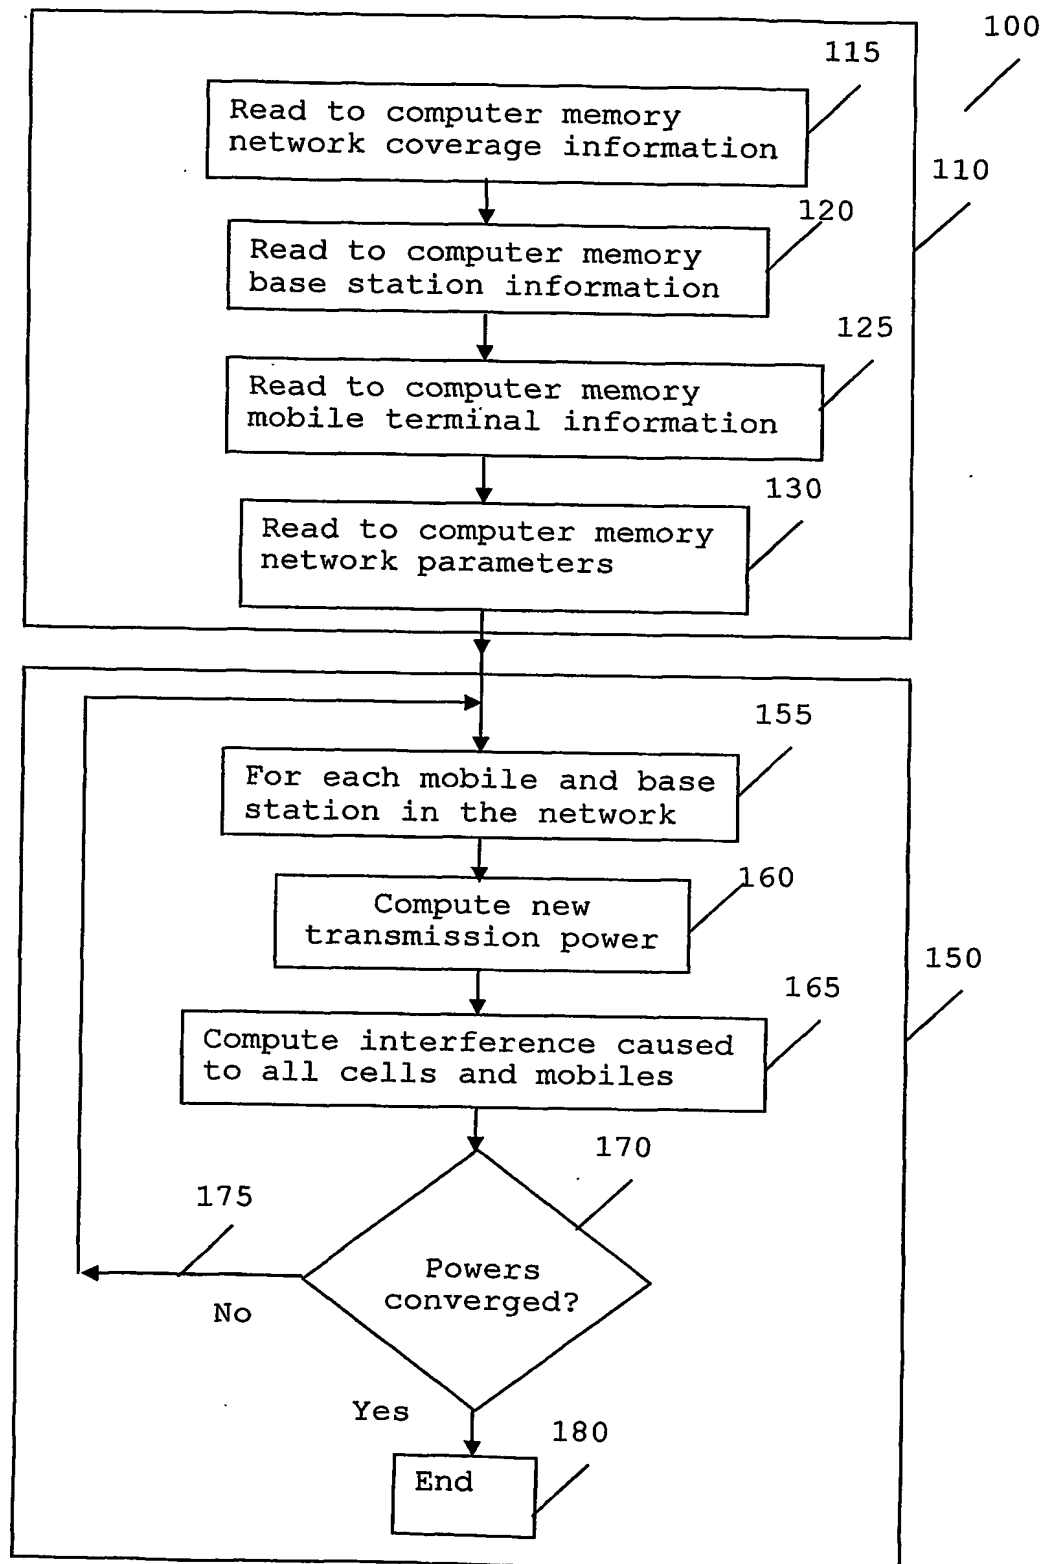 100
115
Read to computer memory
network coverage information
110
120
Read to computer memory
base station information
125
Read to computer memory
mobile terminal information
130
Read to computer memory
network parameters
155
For each mobile and base
station in the network
160
Compute new
transmission power
150
165
Compute interference caused
to all cells and mobiles
170
175
Powers
converged?
No
Yes
180
End